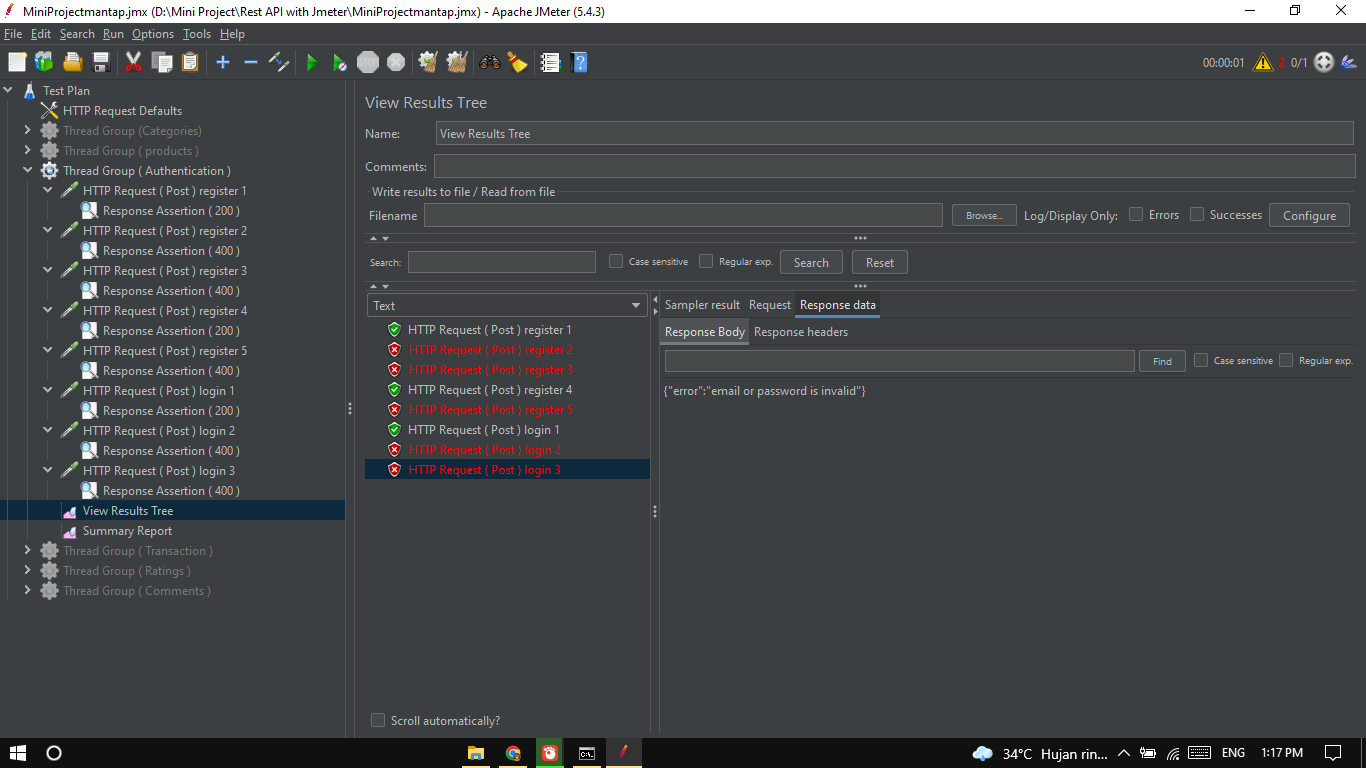 MiniProjectmantap.jmx (D:\Mini Project\Rest API with Jmeter\MiniProjectmantap.jmx) - Apache JMeter (5.4.3)
File Edit Search Run Options Tools Help
STOP
00:00:01 2 0/1
Test Plan
HTTP Request Defaults
Thread Group (Categories)
Thread Group ( products )
Thread Group ( Authentication )
HTTP Request ( Post ) register 1
Response Assertion ( 200 )
HTTP Request ( Post ) register 2
Response Assertion ( 400 )
HTTP Request ( Post ) register 3
Response Assertion ( 400 )
HTTP Request ( Post ) register 4
Response Assertion ( 200 )
HTTP Request ( Post ) register 5
Response Assertion ( 400 )
HTTP Request ( Post ) login 1
Response Assertion ( 200 )
HTTP Request ( Post ) login 2
Response Assertion ( 400 )
HTTP Request ( Post ) login 3
Response Assertion ( 400 )
View Results Tree
Summary Report
Thread Group ( Transaction )
Thread Group ( Ratings )
Thread Group ( Comments )
View Results Tree
Name: View Results Tree
Comments:
Write results to file / Read from file
Filename Browse... Log/Display Only: Errors Successes Configure
Search: Case sensitive Regular exp. Search Reset
Text
HTTP Request ( Post ) register 1
HTTP Request ( Post ) register 2
HTTP Request ( Post ) register 3
HTTP Request ( Post ) register 4
HTTP Request ( Post ) register 5
HTTP Request ( Post ) login 1
HTTP Request ( Post ) login 2
HTTP Request ( Post ) login 3
Scroll automatically?
Sampler result Request Response data
Response Body Response headers
Find Case sensitive Regular exp.
{"error":"email or password is invalid"}
34°C Hujan rin... ENG 1:17 PM